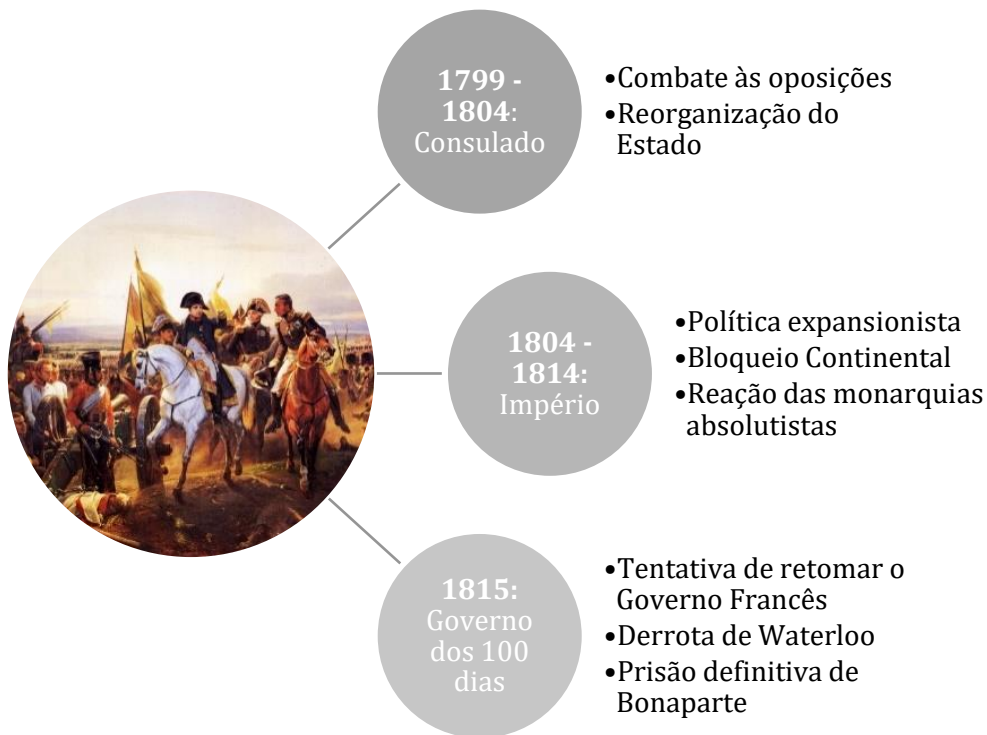 1799 -
1804:
Consulado
•Combate às oposições
•Reorganização do
Estado
1804 -
1814:
Império
•Política expansionista
•Bloqueio Continental
•Reação das monarquias
absolutistas
1815:
Governo
dos 100
dias
•Tentativa de retomar o
Governo Francês
•Derrota de Waterloo
•Prisão definitiva de
Bonaparte